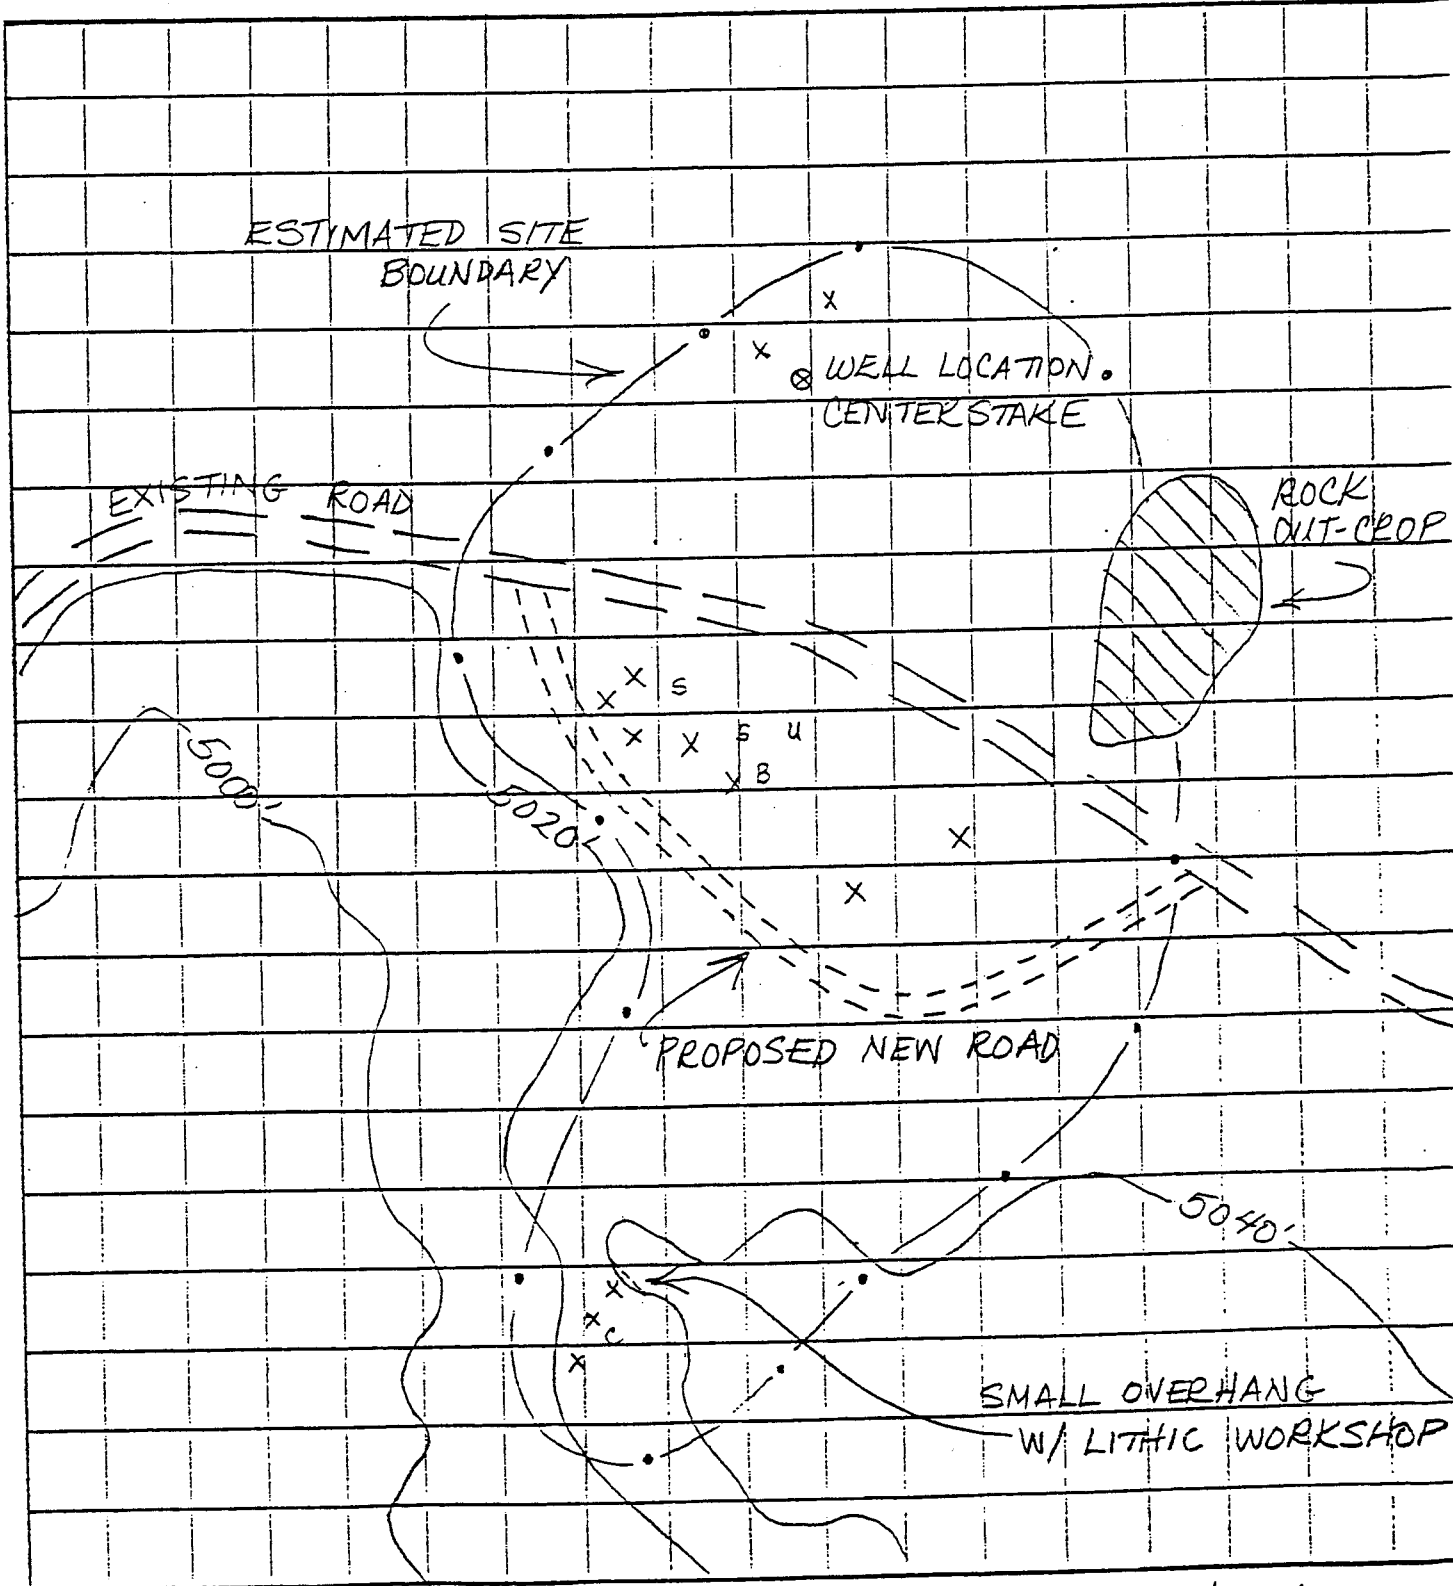 ESTIMATED SITE
BOUNDARY
X
X
⊗ WELL LOCATION
CENTERSTAKE
EXISTING ROAD
ROCK
OUT-CROP
X S
X
X X S U
X B
5000'
5020'
X
X
PROPOSED NEW ROAD
5040'
X
X C
X
SMALL OVERHANG
W/ LITHIC WORKSHOP